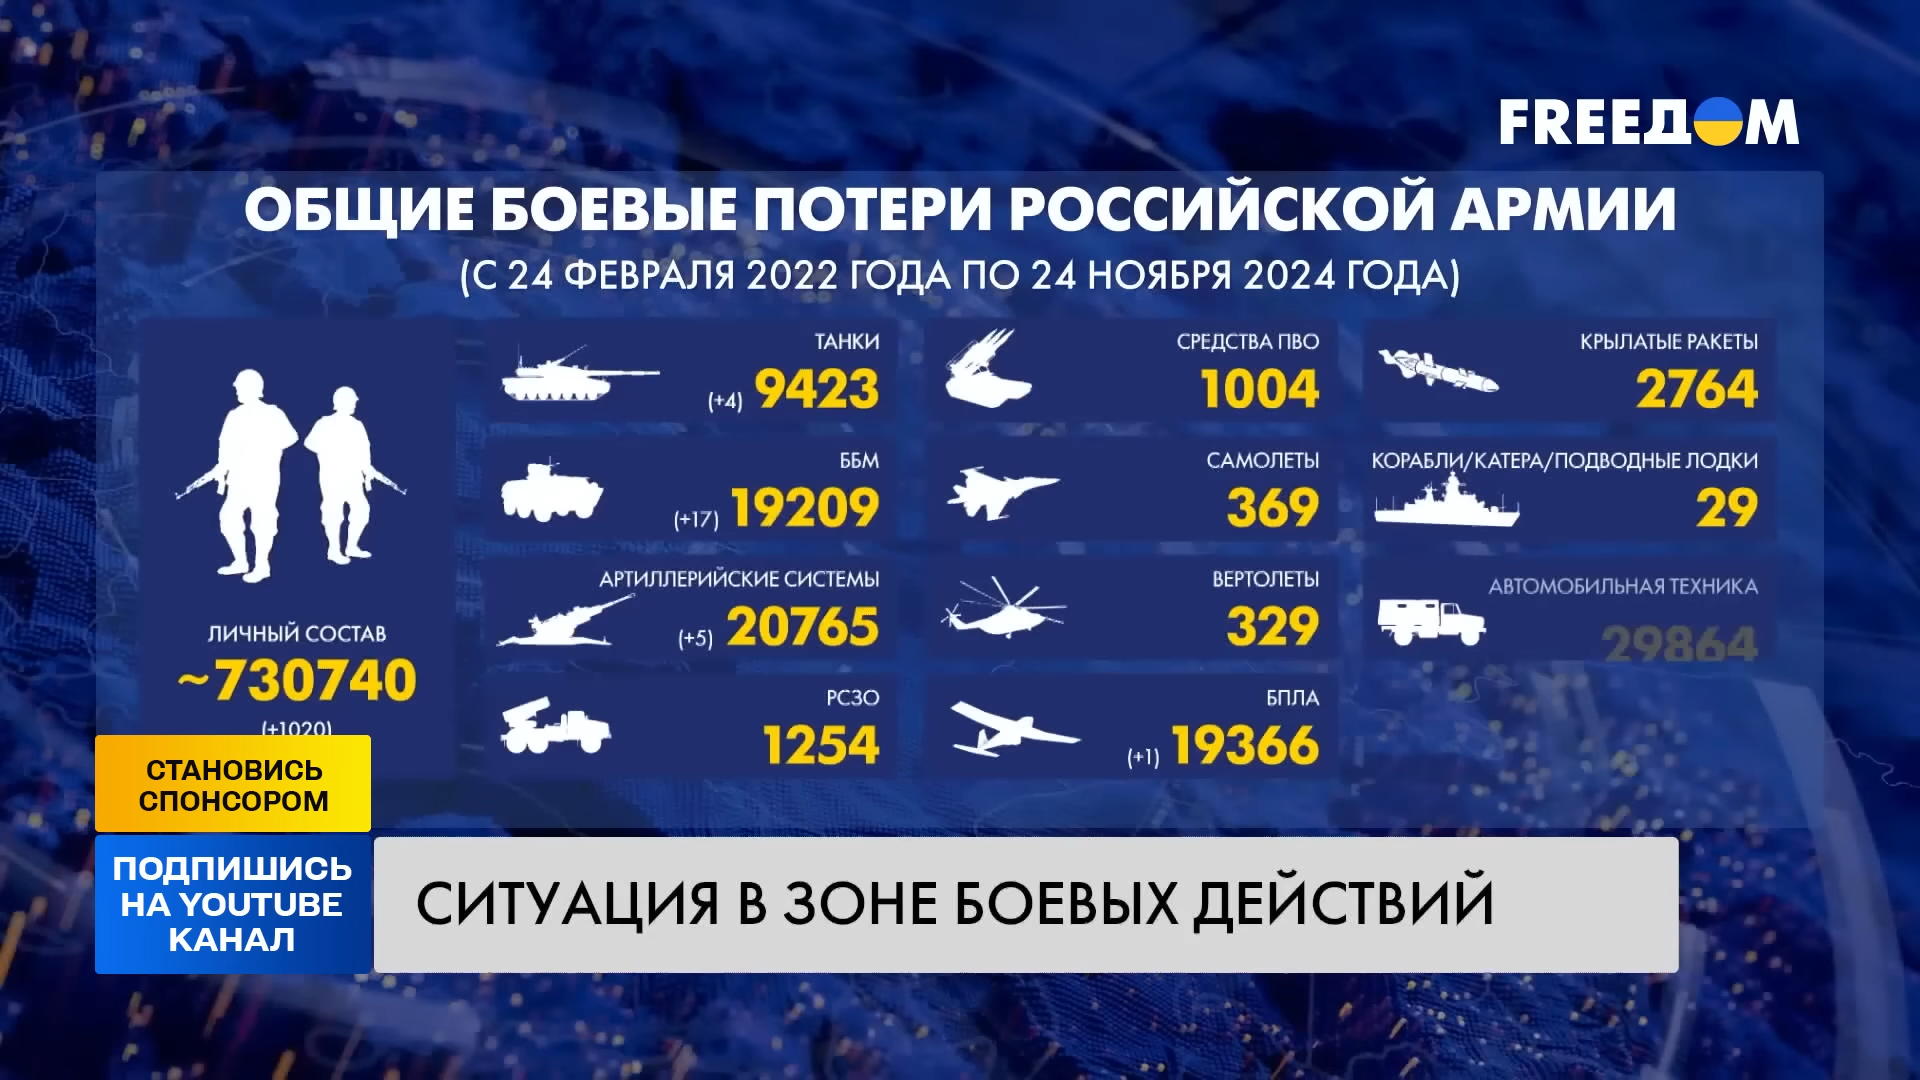 FREEДOM
ОБЩИЕ БОЕВЫЕ ПОТЕРИ РОССИЙСКОЙ АРМИИ
(С 24 ФЕВРАЛЯ 2022 ГОДА ПО 24 НОЯБРЯ 2024 ГОДА)
ЛИЧНЫЙ СОСТАВ
~730740
(+1020)
ТАНКИ
(+4) 9423
ББМ
(+17) 19209
АРТИЛЛЕРИЙСКИЕ СИСТЕМЫ
(+5) 20765
РСЗО
1254
СРЕДСТВА ПВО
1004
САМОЛЕТЫ
369
ВЕРТОЛЕТЫ
329
БПЛА
(+1) 19366
КРЫЛАТЫЕ РАКЕТЫ
2764
КОРАБЛИ/КАТЕРА/ПОДВОДНЫЕ ЛОДКИ
29
АВТОМОБИЛЬНАЯ ТЕХНИКА
29864
СТАНОВИСЬ
СПОНСОРОМ
ПОДПИШИСЬ
НА YOUTUBE
КАНАЛ
СИТУАЦИЯ В ЗОНЕ БОЕВЫХ ДЕЙСТВИЙ